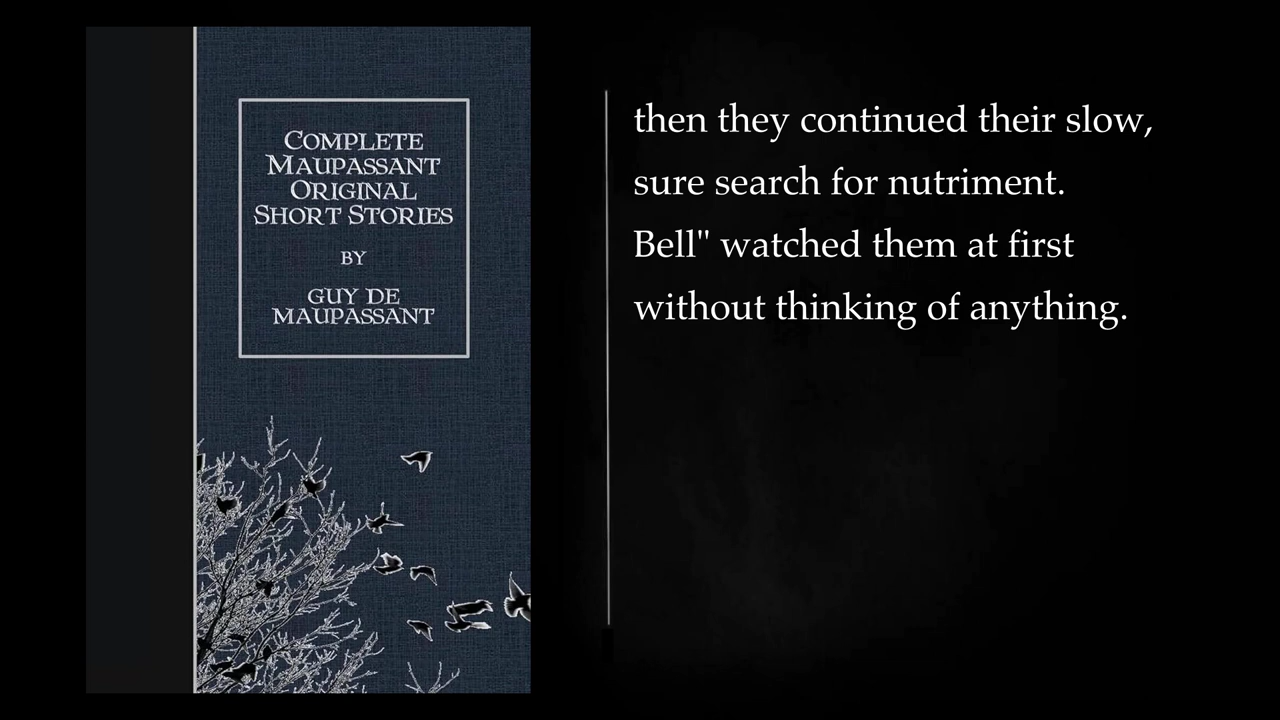 COMPLETE
MAUPASSANT
ORIGINAL
SHORT STORIES
BY
GUY DE
MAUPASSANT
then they continued their slow,
sure search for nutriment.
Bell" watched them at first
without thinking of anything.